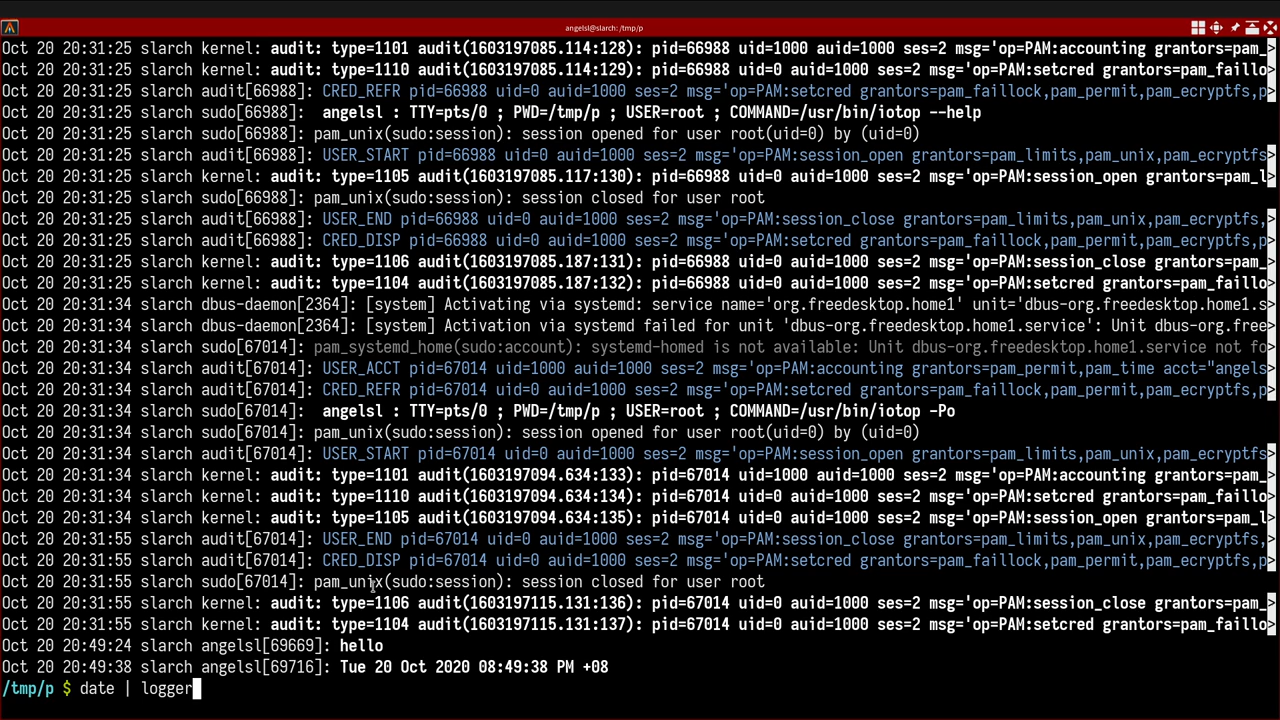 angelsl@slarch: /tmp/p
Oct 20 20:31:25 slarch kernel: audit: type=1101 audit(1603197085.114:128): pid=66988 uid=1000 auid=1000 ses=2 msg='op=PAM:accounting grantors=pam_>
Oct 20 20:31:25 slarch kernel: audit: type=1110 audit(1603197085.114:129): pid=66988 uid=0 auid=1000 ses=2 msg='op=PAM:setcred grantors=pam_faillo>
Oct 20 20:31:25 slarch audit[66988]: CRED_REFR pid=66988 uid=0 auid=1000 ses=2 msg='op=PAM:setcred grantors=pam_faillock,pam_permit,pam_ecryptfs,p>
Oct 20 20:31:25 slarch sudo[66988]:  angelsl : TTY=pts/0 ; PWD=/tmp/p ; USER=root ; COMMAND=/usr/bin/iotop --help
Oct 20 20:31:25 slarch sudo[66988]: pam_unix(sudo:session): session opened for user root(uid=0) by (uid=0)
Oct 20 20:31:25 slarch audit[66988]: USER_START pid=66988 uid=0 auid=1000 ses=2 msg='op=PAM:session_open grantors=pam_limits,pam_unix,pam_ecryptfs>
Oct 20 20:31:25 slarch kernel: audit: type=1105 audit(1603197085.117:130): pid=66988 uid=0 auid=1000 ses=2 msg='op=PAM:session_open grantors=pam_l>
Oct 20 20:31:25 slarch sudo[66988]: pam_unix(sudo:session): session closed for user root
Oct 20 20:31:25 slarch audit[66988]: USER_END pid=66988 uid=0 auid=1000 ses=2 msg='op=PAM:session_close grantors=pam_limits,pam_unix,pam_ecryptfs,>
Oct 20 20:31:25 slarch audit[66988]: CRED_DISP pid=66988 uid=0 auid=1000 ses=2 msg='op=PAM:setcred grantors=pam_faillock,pam_permit,pam_ecryptfs,p>
Oct 20 20:31:25 slarch kernel: audit: type=1106 audit(1603197085.187:131): pid=66988 uid=0 auid=1000 ses=2 msg='op=PAM:session_close grantors=pam_>
Oct 20 20:31:25 slarch kernel: audit: type=1104 audit(1603197085.187:132): pid=66988 uid=0 auid=1000 ses=2 msg='op=PAM:setcred grantors=pam_faillo>
Oct 20 20:31:34 slarch dbus-daemon[2364]: [system] Activating via systemd: service name='org.freedesktop.home1' unit='dbus-org.freedesktop.home1.s>
Oct 20 20:31:34 slarch dbus-daemon[2364]: [system] Activation via systemd failed for unit 'dbus-org.freedesktop.home1.service': Unit dbus-org.free>
Oct 20 20:31:34 slarch sudo[67014]: pam_systemd_home(sudo:account): systemd-homed is not available: Unit dbus-org.freedesktop.home1.service not fo>
Oct 20 20:31:34 slarch audit[67014]: USER_ACCT pid=67014 uid=1000 auid=1000 ses=2 msg='op=PAM:accounting grantors=pam_permit,pam_time acct="angels>
Oct 20 20:31:34 slarch audit[67014]: CRED_REFR pid=67014 uid=0 auid=1000 ses=2 msg='op=PAM:setcred grantors=pam_faillock,pam_permit,pam_ecryptfs,p>
Oct 20 20:31:34 slarch sudo[67014]:  angelsl : TTY=pts/0 ; PWD=/tmp/p ; USER=root ; COMMAND=/usr/bin/iotop -Po
Oct 20 20:31:34 slarch sudo[67014]: pam_unix(sudo:session): session opened for user root(uid=0) by (uid=0)
Oct 20 20:31:34 slarch audit[67014]: USER_START pid=67014 uid=0 auid=1000 ses=2 msg='op=PAM:session_open grantors=pam_limits,pam_unix,pam_ecryptfs>
Oct 20 20:31:34 slarch kernel: audit: type=1101 audit(1603197094.634:133): pid=67014 uid=1000 auid=1000 ses=2 msg='op=PAM:accounting grantors=pam_>
Oct 20 20:31:34 slarch kernel: audit: type=1110 audit(1603197094.634:134): pid=67014 uid=0 auid=1000 ses=2 msg='op=PAM:setcred grantors=pam_faillo>
Oct 20 20:31:34 slarch kernel: audit: type=1105 audit(1603197094.634:135): pid=67014 uid=0 auid=1000 ses=2 msg='op=PAM:session_open grantors=pam_l>
Oct 20 20:31:55 slarch audit[67014]: USER_END pid=67014 uid=0 auid=1000 ses=2 msg='op=PAM:session_close grantors=pam_limits,pam_unix,pam_ecryptfs,>
Oct 20 20:31:55 slarch audit[67014]: CRED_DISP pid=67014 uid=0 auid=1000 ses=2 msg='op=PAM:setcred grantors=pam_faillock,pam_permit,pam_ecryptfs,p>
Oct 20 20:31:55 slarch sudo[67014]: pam_unix(sudo:session): session closed for user root
Oct 20 20:31:55 slarch kernel: audit: type=1106 audit(1603197115.131:136): pid=67014 uid=0 auid=1000 ses=2 msg='op=PAM:session_close grantors=pam_>
Oct 20 20:31:55 slarch kernel: audit: type=1104 audit(1603197115.131:137): pid=67014 uid=0 auid=1000 ses=2 msg='op=PAM:setcred grantors=pam_faillo>
Oct 20 20:49:24 slarch angelsl[69669]: hello
Oct 20 20:49:38 slarch angelsl[69716]: Tue 20 Oct 2020 08:49:38 PM +08
/tmp/p $ date | logger